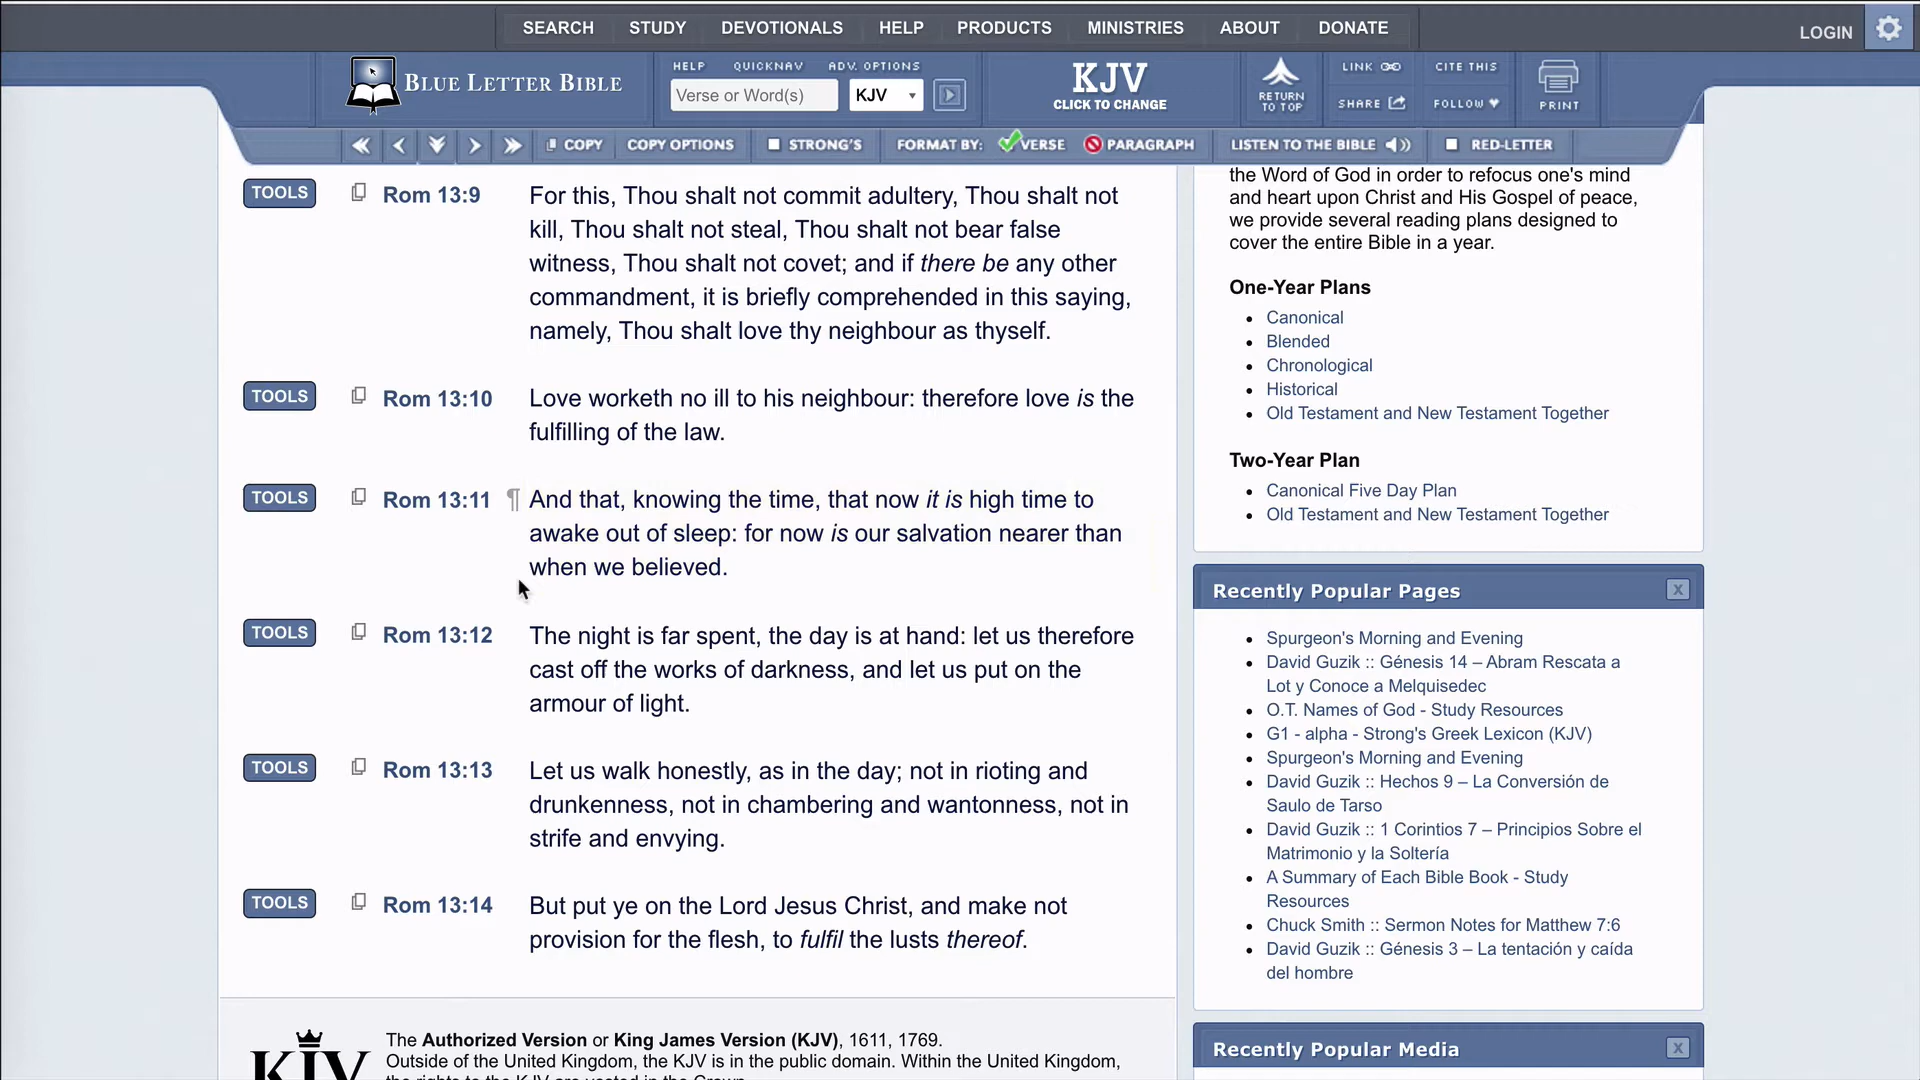 SEARCH STUDY DEVOTIONALS HELP PRODUCTS MINISTRIES ABOUT DONATE
LOGIN
BLUE LETTER BIBLE
HELP QUICKNAV ADV. OPTIONS
Verse or Word(s) KJV
KJV
CLICK TO CHANGE
RETURN
TO TOP
LINK CITE THIS
SHARE FOLLOW
PRINT
COPY COPY OPTIONS STRONG'S FORMAT BY: VERSE PARAGRAPH LISTEN TO THE BIBLE RED-LETTER
TOOLS Rom 13:9 For this, Thou shalt not commit adultery, Thou shalt not
kill, Thou shalt not steal, Thou shalt not bear false
witness, Thou shalt not covet; and if there be any other
commandment, it is briefly comprehended in this saying,
namely, Thou shalt love thy neighbour as thyself.
TOOLS Rom 13:10 Love worketh no ill to his neighbour: therefore love is the
fulfilling of the law.
TOOLS Rom 13:11 ¶ And that, knowing the time, that now it is high time to
awake out of sleep: for now is our salvation nearer than
when we believed.
TOOLS Rom 13:12 The night is far spent, the day is at hand: let us therefore
cast off the works of darkness, and let us put on the
armour of light.
TOOLS Rom 13:13 Let us walk honestly, as in the day; not in rioting and
drunkenness, not in chambering and wantonness, not in
strife and envying.
TOOLS Rom 13:14 But put ye on the Lord Jesus Christ, and make not
provision for the flesh, to fulfil the lusts thereof.
KJV
The Authorized Version or King James Version (KJV), 1611, 1769.
Outside of the United Kingdom, the KJV is in the public domain. Within the United Kingdom,
the rights to the KJV are vested in the Crown.
the Word of God in order to refocus one's mind
and heart upon Christ and His Gospel of peace,
we provide several reading plans designed to
cover the entire Bible in a year.
One-Year Plans
• Canonical
• Blended
• Chronological
• Historical
• Old Testament and New Testament Together
Two-Year Plan
• Canonical Five Day Plan
• Old Testament and New Testament Together
Recently Popular Pages X
• Spurgeon's Morning and Evening
• David Guzik :: Génesis 14 – Abram Rescata a
Lot y Conoce a Melquisedec
• O.T. Names of God - Study Resources
• G1 - alpha - Strong's Greek Lexicon (KJV)
• Spurgeon's Morning and Evening
• David Guzik :: Hechos 9 – La Conversión de
Saulo de Tarso
• David Guzik :: 1 Corintios 7 – Principios Sobre el
Matrimonio y la Soltería
• A Summary of Each Bible Book - Study
Resources
• Chuck Smith :: Sermon Notes for Matthew 7:6
• David Guzik :: Génesis 3 – La tentación y caída
del hombre
Recently Popular Media X